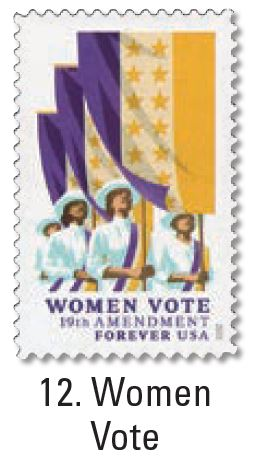 WOMEN VOTE
19th AMENDMENT
FOREVER USA
12. Women
Vote